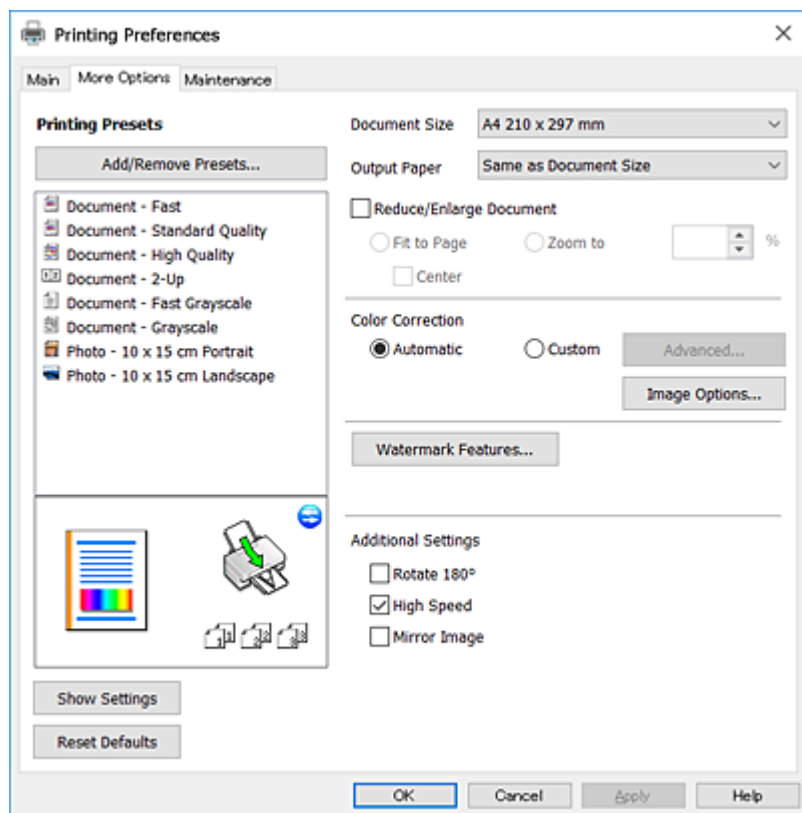 Printing Preferences
Main
More Options
Maintenance
Printing Presets
Add/Remove Presets...
Document - Fast
Document - Standard Quality
Document - High Quality
Document - 2-Up
Document - Fast Grayscale
Document - Grayscale
Photo - 10 x 15 cm Portrait
Photo - 10 x 15 cm Landscape
Show Settings
Reset Defaults
Document Size
A4 210 x 297 mm
Output Paper
Same as Document Size
Reduce/Enlarge Document
Fit to Page
Zoom to
%
Center
Color Correction
Automatic
Custom
Advanced...
Image Options...
Watermark Features...
Additional Settings
Rotate 180°
High Speed
Mirror Image
OK
Cancel
Apply
Help